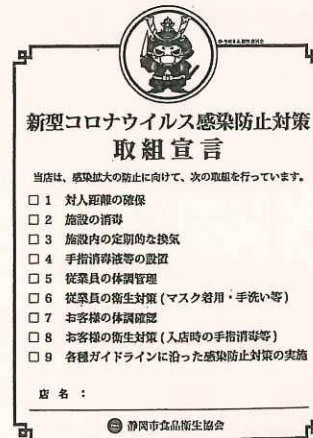 新型コロナウイルス感染防止対策
取組宣言
当店は、感染拡大の防止に向けて、次の取組を行っています。
□ 1 対人距離の確保
□ 2 施設の消毒
□ 3 施設内の定期的な換気
□ 4 手指消毒液等の設置
□ 5 従業員の体調管理
□ 6 従業員の衛生対策(マスク着用・手洗い等)
□ 7 お客様の体調確認
□ 8 お客様の衛生対策(入店時の手指消毒等)
□ 9 各種ガイドラインに沿った感染防止対策の実施
店 名 :
静岡市食品衛生協会